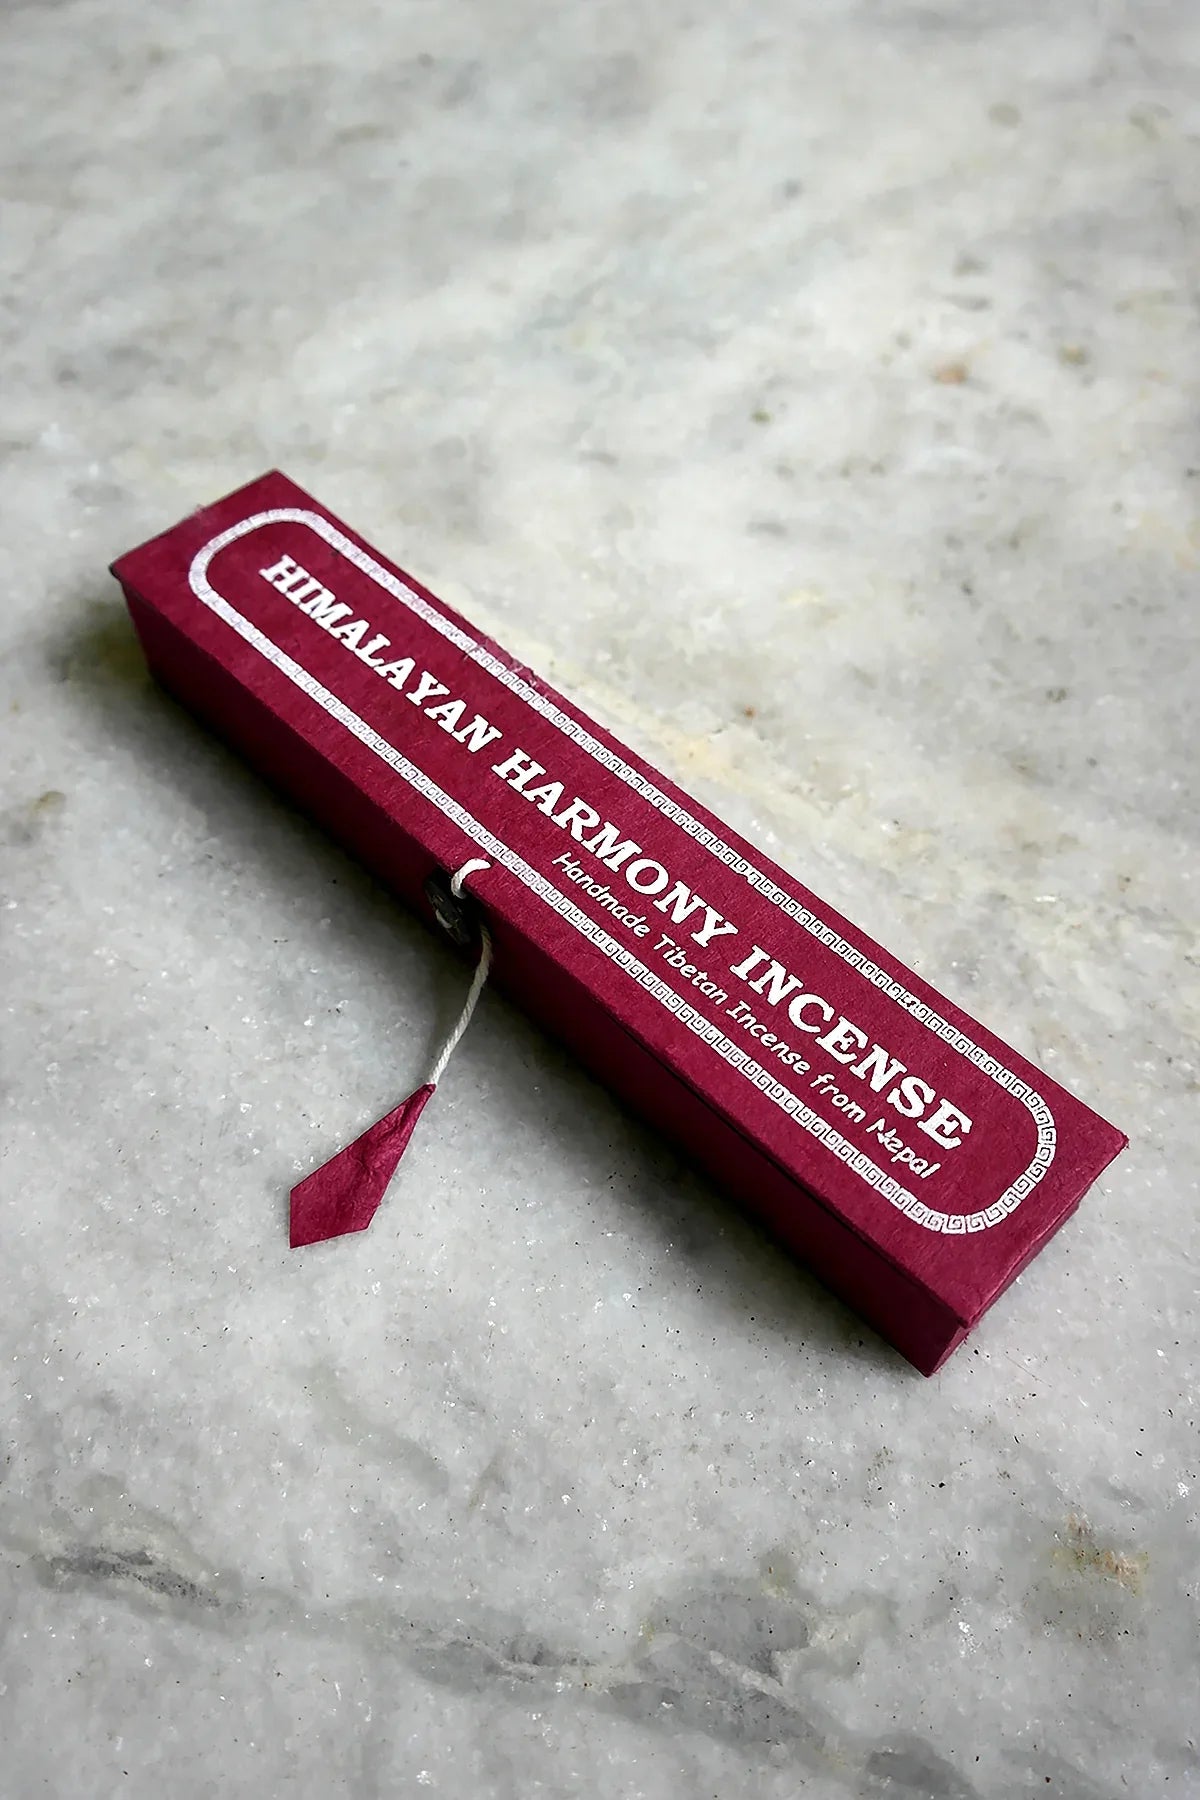 HIMALAYAN HARMONY INCENSE
Handmade Tibetan Incense from Nepal